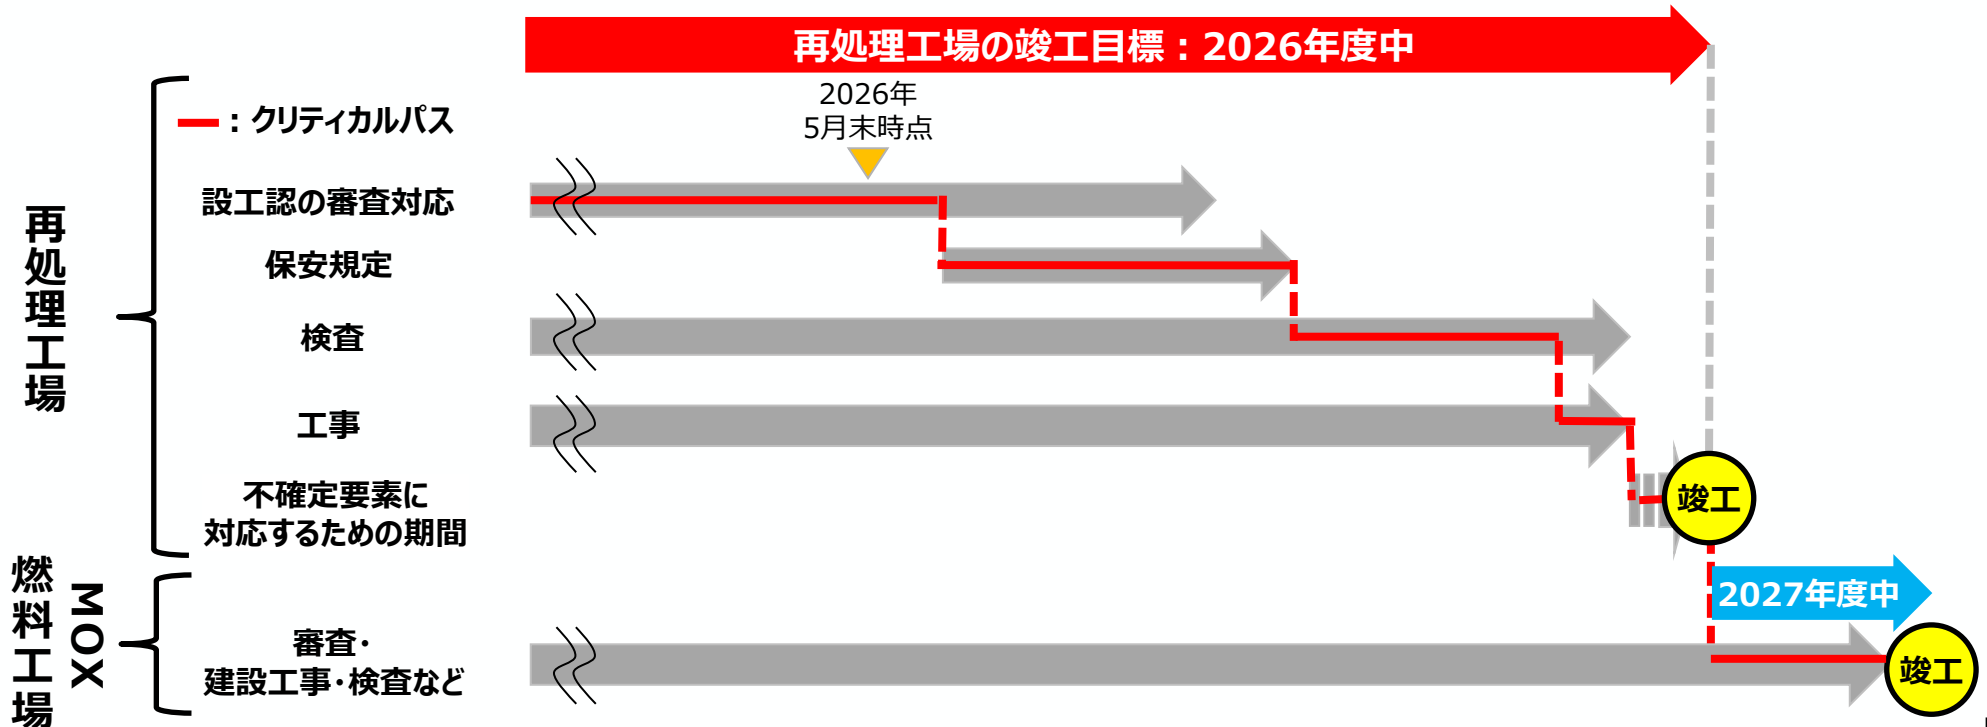 再処理工場の竣工目標：2026年度中
2026年
5月末時点
：クリティカルパス
再処理工場
設工認の審査対応
保安規定
検査
工事
不確定要素に
対応するための期間
竣工
MOX
燃料工場
2027年度中
審査・
建設工事・検査など
竣工